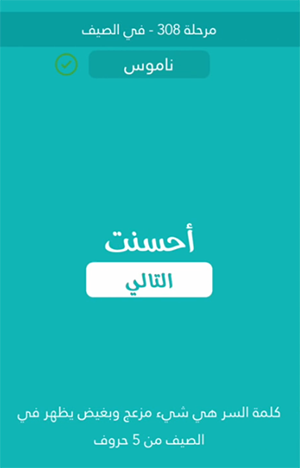 مرحلة 308 - في الصيف
ناموس
أحسنت
التالي
كلمة السر هي شيء مزعج وبغيض يظهر في
الصيف من 5 حروف